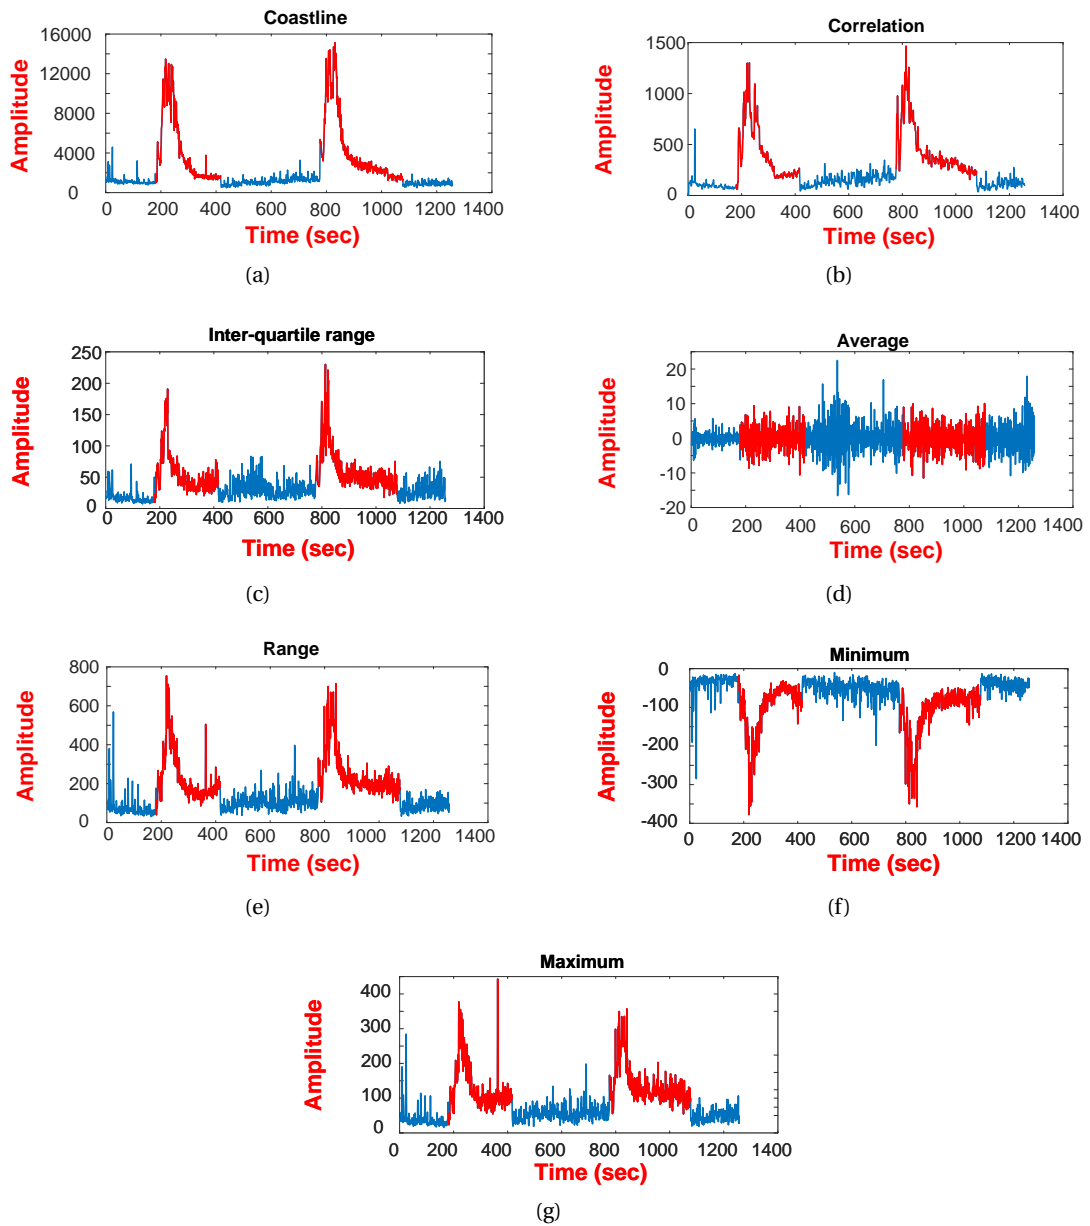 Coastline
Amplitude
16000
12000
8000
4000
0
0 200 400 600 800 1000 1200 1400
Time (sec)
(a)
Correlation
Amplitude
1500
1000
500
0
0 200 400 600 800 1000 1200 1400
Time (sec)
(b)
Inter-quartile range
Amplitude
250
200
150
100
50
0
0 200 400 600 800 1000 1200 1400
Time (sec)
(c)
Average
Amplitude
20
10
0
-10
-20
0 200 400 600 800 1000 1200 1400
Time (sec)
(d)
Range
Amplitude
800
600
400
200
0
0 200 400 600 800 1000 1200 1400
Time (sec)
(e)
Minimum
Amplitude
0
-100
-200
-300
-400
0 200 400 600 800 1000 1200 1400
Time (sec)
(f)
Maximum
Amplitude
400
300
200
100
0
0 200 400 600 800 1000 1200 1400
Time (sec)
(g)